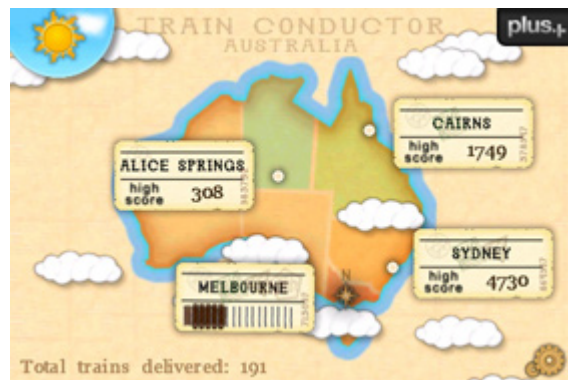 TRAIN CONDUCTOR
AUSTRALIA
plus+
CAIRNS
high score 1749
ALICE SPRINGS
high score 308
SYDNEY
high score 4730
MELBOURNE
N
Total trains delivered: 191